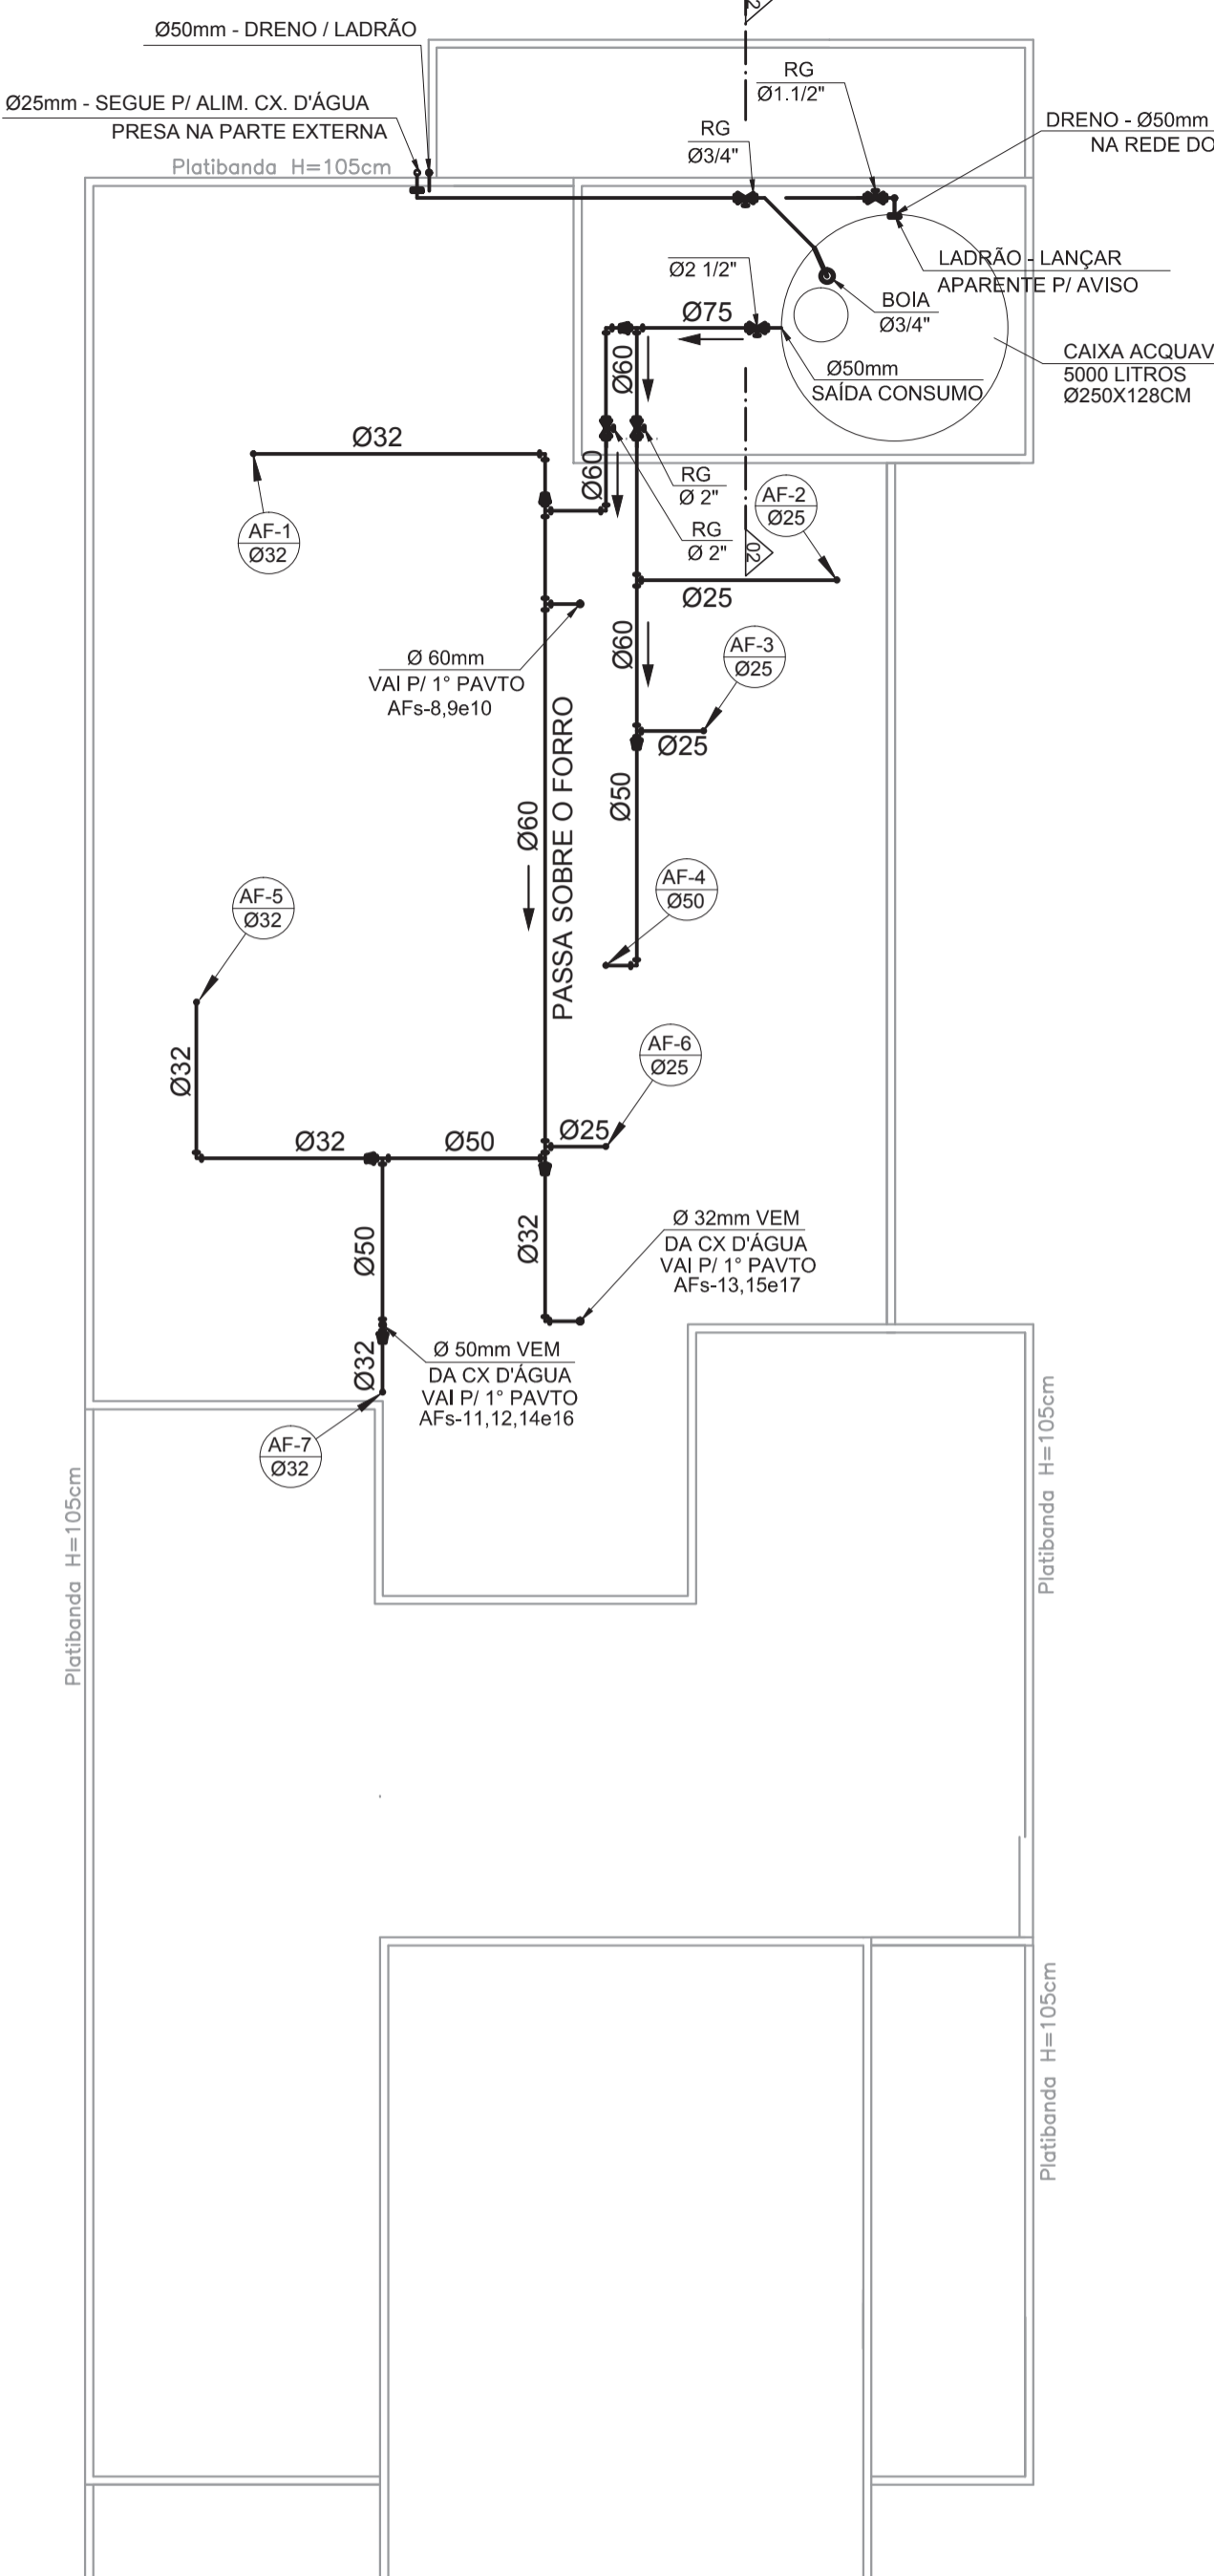 Ø50mm - DRENO / LADRÃO
RG
Ø1.1/2"
Ø25mm - SEGUE P/ ALIM. CX. D'ÁGUA
PRESA NA PARTE EXTERNA
RG
Ø3/4"
DRENO - Ø50mm
NA REDE DO
Platibanda H=105cm
LADRÃO - LANÇAR
APARENTE P/ AVISO
Ø2 1/2"
BOIA
Ø3/4"
Ø75
Ø60
CAIXA ACQUAV
5000 LITROS
Ø250X128CM
Ø50mm
SAÍDA CONSUMO
Ø32
Ø60
RG
Ø 2"
AF-2
Ø25
AF-1
Ø32
RG
Ø 2"
02
Ø25
Ø60
AF-3
Ø25
Ø 60mm
VAI P/ 1° PAVTO
AFs-8,9e10
Ø25
Ø50
Ø60
PASSA SOBRE O FORRO
AF-4
Ø50
AF-5
Ø32
Ø32
AF-6
Ø25
Ø32
Ø50
Ø25
Ø50
Ø32
Ø 32mm VEM
DA CX D'ÁGUA
VAI P/ 1° PAVTO
AFs-13,15e17
Ø32
Ø 50mm VEM
DA CX D'ÁGUA
VAI P/ 1° PAVTO
AFs-11,12,14e16
AF-7
Ø32
Platibanda H=105cm
Platibanda H=105cm
Platibanda H=105cm